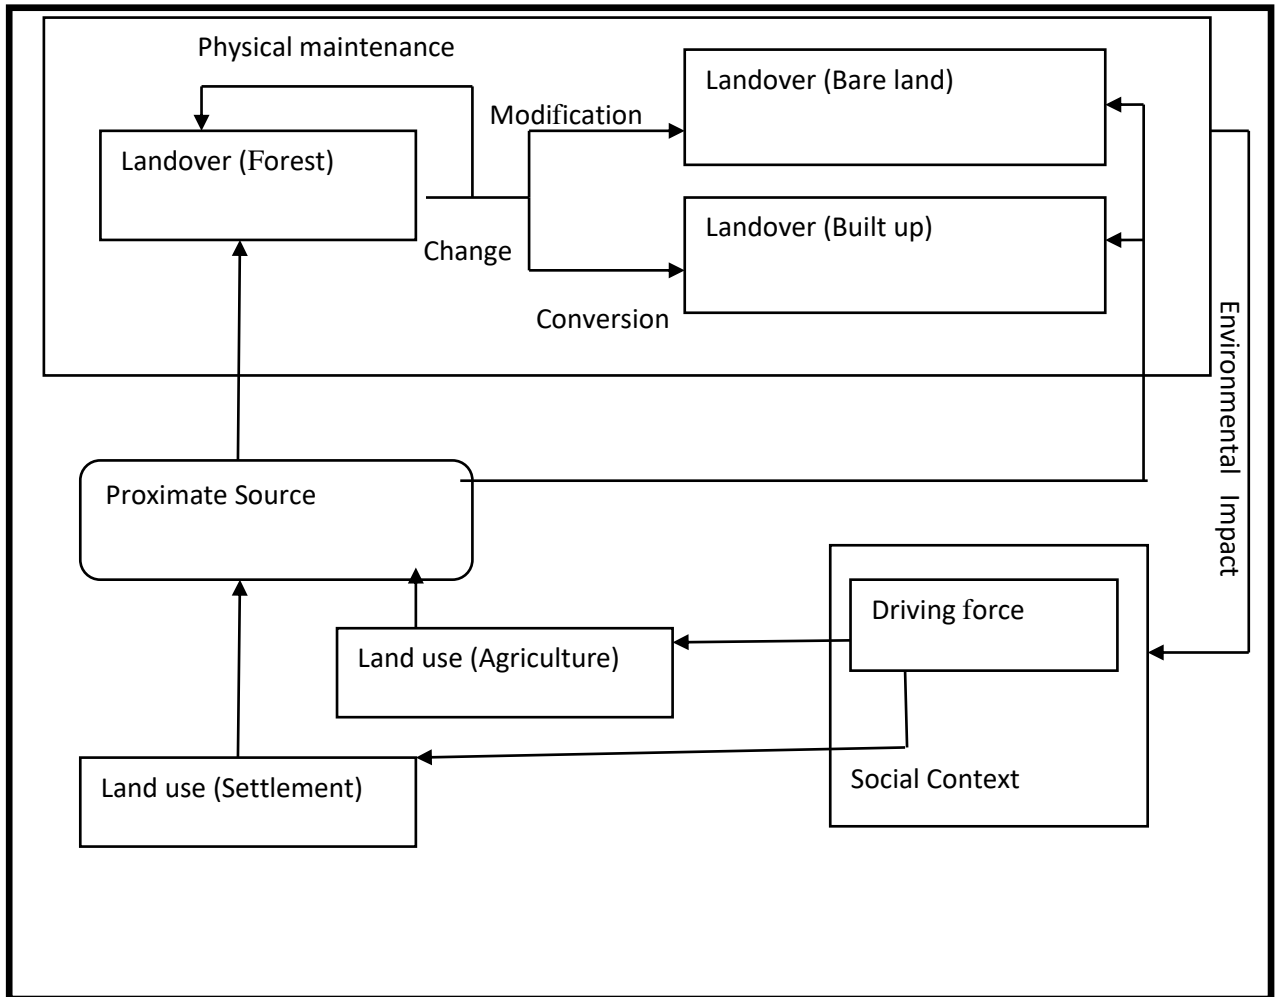 Physical maintenance
Landover (Bare land)
Modification
Landover (Forest)
Landover (Built up)
Change
Conversion
Environmental Impact
Proximate Source
Driving force
Land use (Agriculture)
Social Context
Land use (Settlement)